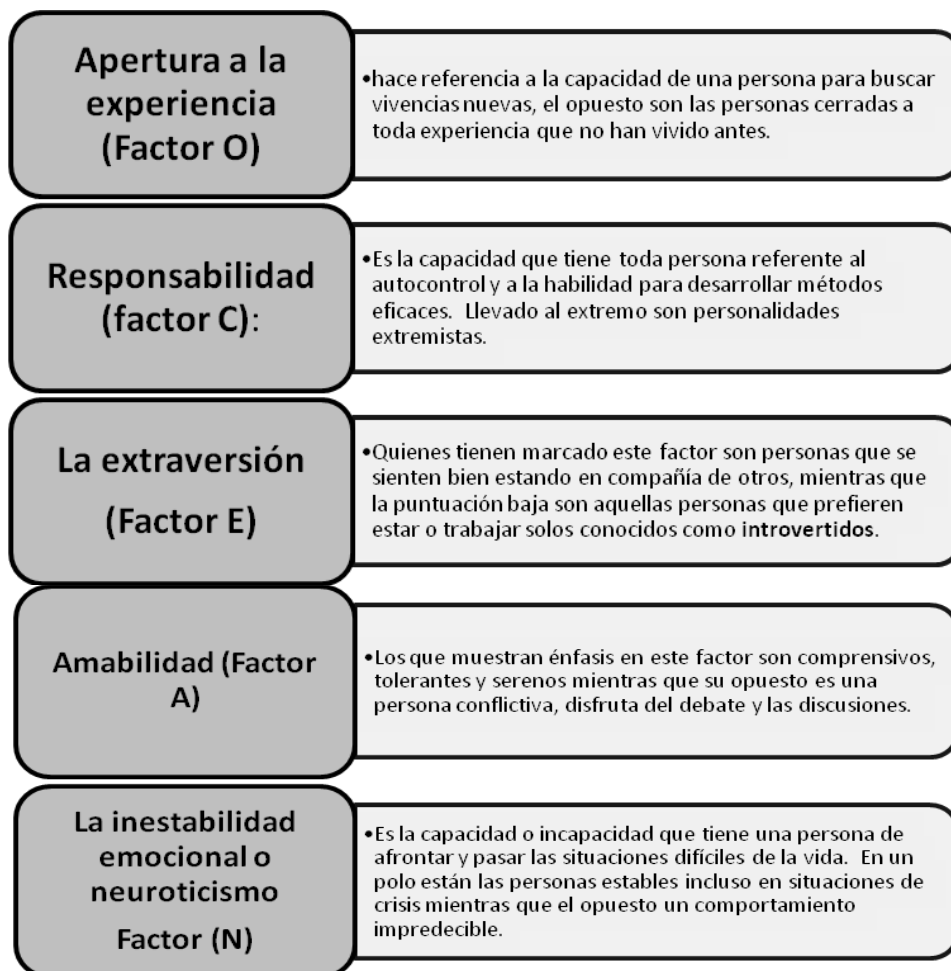 Apertura a la
experiencia
(Factor O)
•hace referencia a la capacidad de una persona para buscar
vivencias nuevas, el opuesto son las personas cerradas a
toda experiencia que no han vivido antes.
Responsabilidad
(factor C):
•Es la capacidad que tiene toda persona referente al
autocontrol y a la habilidad para desarrollar métodos
eficaces. Llevado al extremo son personalidades
extremistas.
La extraversión
(Factor E)
•Quienes tienen marcado este factor son personas que se
sienten bien estando en compañía de otros, mientras que
la puntuación baja son aquellas personas que prefieren
estar o trabajar solos conocidos como introvertidos.
Amabilidad (Factor
A)
•Los que muestran énfasis en este factor son comprensivos,
tolerantes y serenos mientras que su opuesto es una
persona conflictiva, disfruta del debate y las discusiones.
La inestabilidad
emocional o
neuroticismo
Factor (N)
•Es la capacidad o incapacidad que tiene una persona de
afrontar y pasar las situaciones difíciles de la vida. En un
polo están las personas estables incluso en situaciones de
crisis mientras que el opuesto un comportamiento
impredecible.